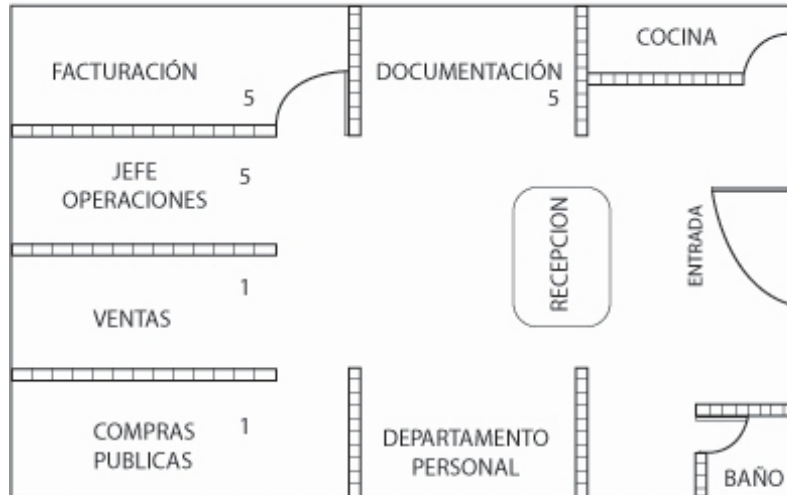 COCINA
FACTURACIÓN
DOCUMENTACIÓN
5
5
JEFE
OPERACIONES
5
RECEPCION
ENTRADA
1
VENTAS
COMPRAS
PUBLICAS
1
DEPARTAMENTO
PERSONAL
BAÑO